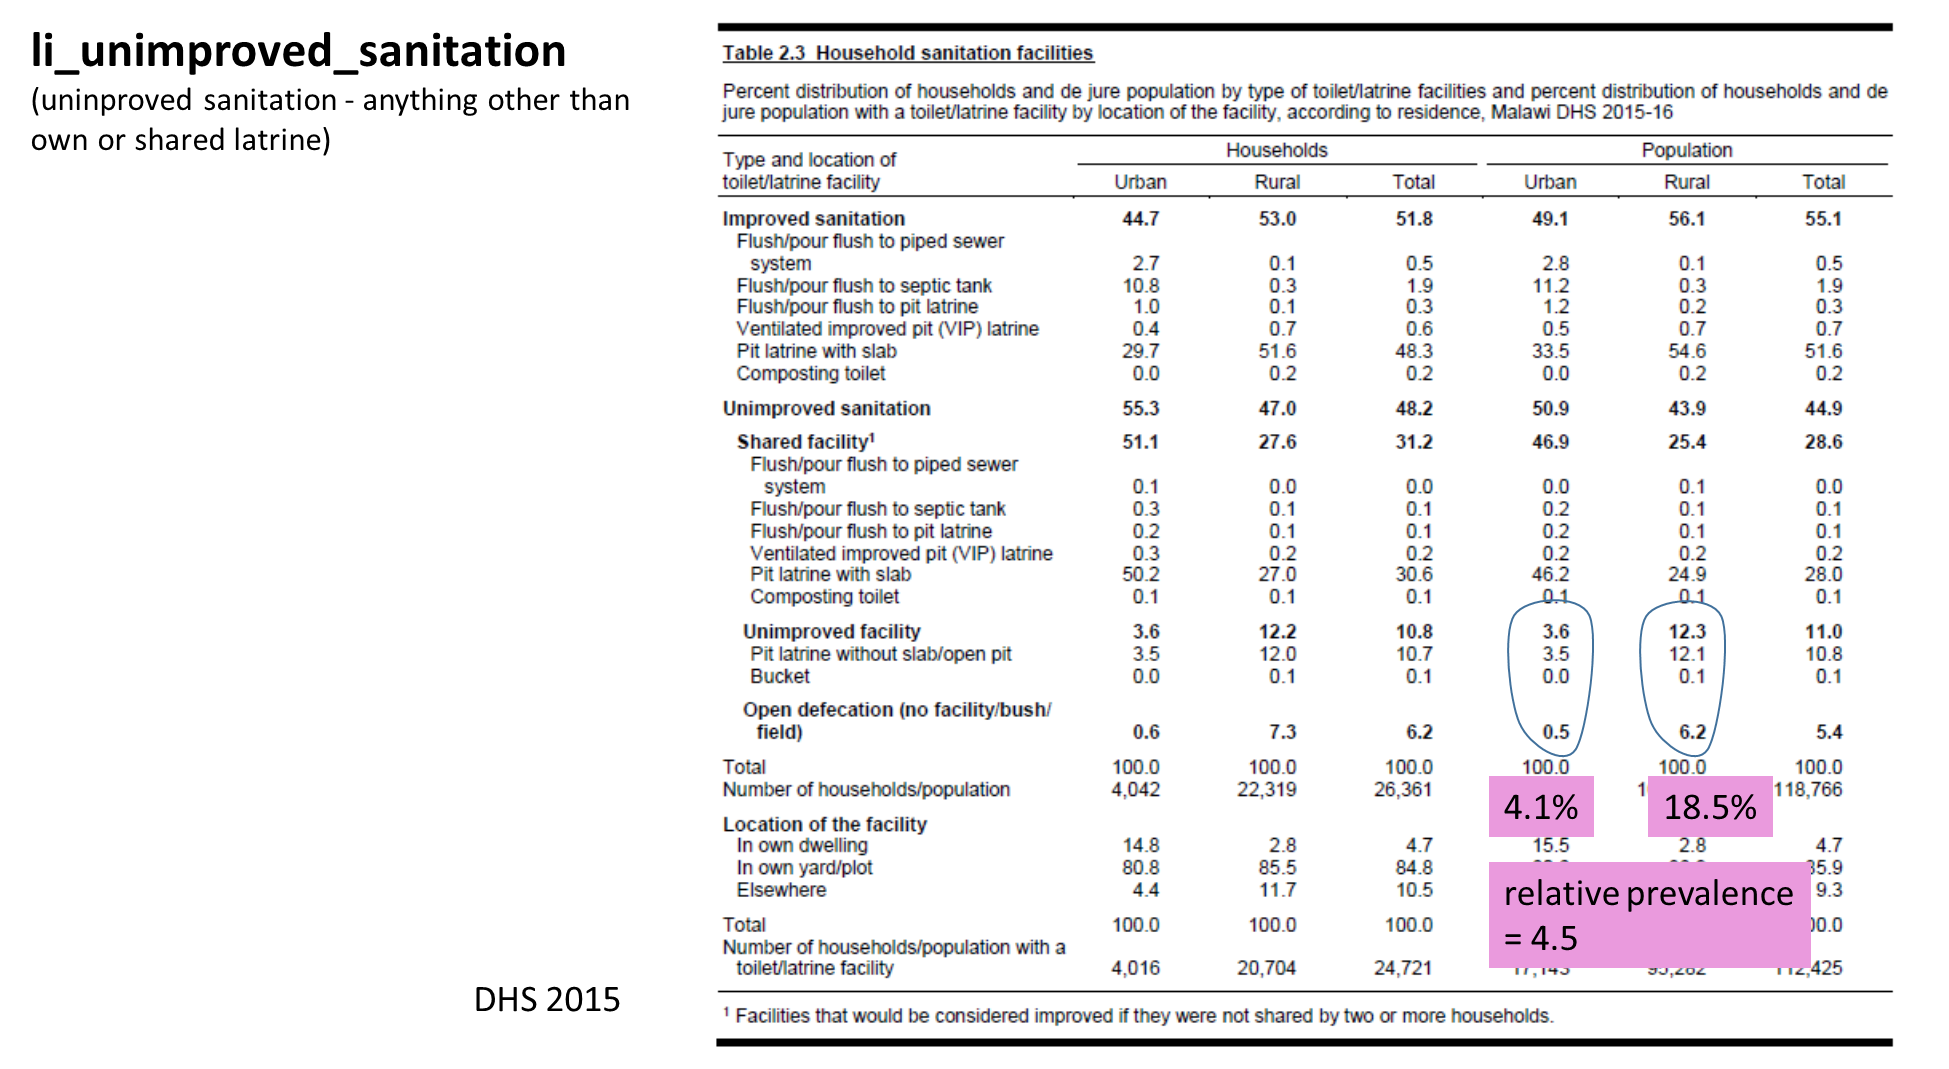 li_unimproved_sanitation
(uninproved sanitation - anything other than
own or shared latrine)
DHS 2015
Table 2.3 Household sanitation facilities
Percent distribution of households and de jure population by type of toilet/latrine facilities and percent distribution of households and de
jure population with a toilet/latrine facility by location of the facility, according to residence, Malawi DHS 2015-16
Type and location of
toilet/latrine facility
Households Population
Urban Rural Total Urban Rural Total
Improved sanitation 44.7 53.0 51.8 49.1 56.1 55.1
Flush/pour flush to piped sewer
system 2.7 0.1 0.5 2.8 0.1 0.5
Flush/pour flush to septic tank 10.8 0.3 1.9 11.2 0.3 1.9
Flush/pour flush to pit latrine 1.0 0.1 0.3 1.2 0.2 0.3
Ventilated improved pit (VIP) latrine 0.4 0.7 0.6 0.5 0.7 0.7
Pit latrine with slab 29.7 51.6 48.3 33.5 54.6 51.6
Composting toilet 0.0 0.2 0.2 0.0 0.2 0.2
Unimproved sanitation 55.3 47.0 48.2 50.9 43.9 44.9
Shared facility¹ 51.1 27.6 31.2 46.9 25.4 28.6
Flush/pour flush to piped sewer
system 0.1 0.0 0.0 0.0 0.1 0.0
Flush/pour flush to septic tank 0.3 0.1 0.1 0.2 0.1 0.1
Flush/pour flush to pit latrine 0.2 0.1 0.1 0.2 0.1 0.1
Ventilated improved pit (VIP) latrine 0.3 0.2 0.2 0.2 0.2 0.2
Pit latrine with slab 50.2 27.0 30.6 46.2 24.9 28.0
Composting toilet 0.1 0.1 0.1 0.1 0.1 0.1
Unimproved facility 3.6 12.2 10.8 3.6 12.3 11.0
Pit latrine without slab/open pit 3.5 12.0 10.7 3.5 12.1 10.8
Bucket 0.0 0.1 0.1 0.0 0.1 0.1
Open defecation (no facility/bush/
field) 0.6 7.3 6.2 0.5 6.2 5.4
Total 100.0 100.0 100.0 100.0 100.0 100.0
Number of households/population 4,042 22,319 26,361 118,766
4.1% 18.5%
Location of the facility
In own dwelling 14.8 2.8 4.7 15.5 2.8 4.7
In own yard/plot 80.8 85.5 84.8
Elsewhere 4.4 11.7 10.5 9.3
relative prevalence
= 4.5
Total 100.0 100.0 100.0
Number of households/population with a
toilet/latrine facility 4,016 20,704 24,721
¹ Facilities that would be considered improved if they were not shared by two or more households.